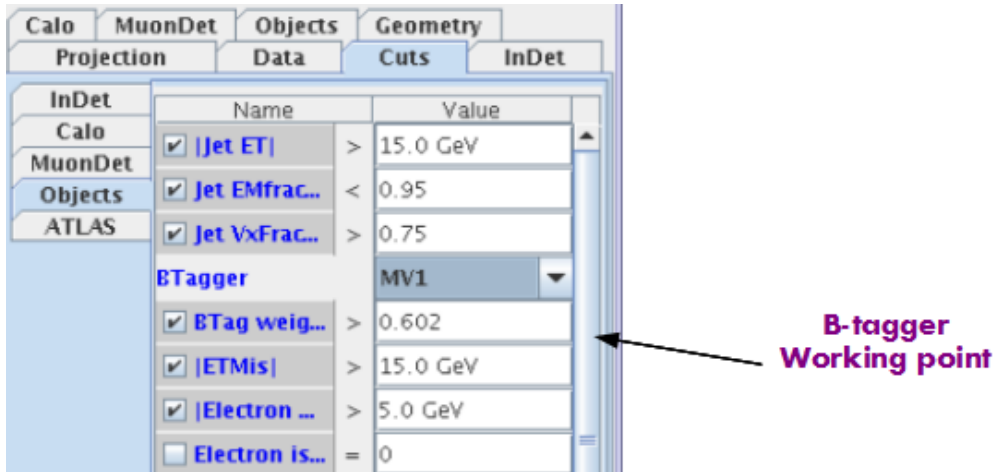 Calo MuonDet Objects Geometry
Projection Data Cuts InDet
InDet
Calo
MuonDet
Objects
ATLAS
Name Value
|Jet ET| > 15.0 GeV
Jet EMfrac... < 0.95
Jet VxFrac... > 0.75
BTagger MV1
BTag weig... > 0.602
|ETMis| > 15.0 GeV
|Electron ... > 5.0 GeV
Electron is... = 0
B-tagger
Working point